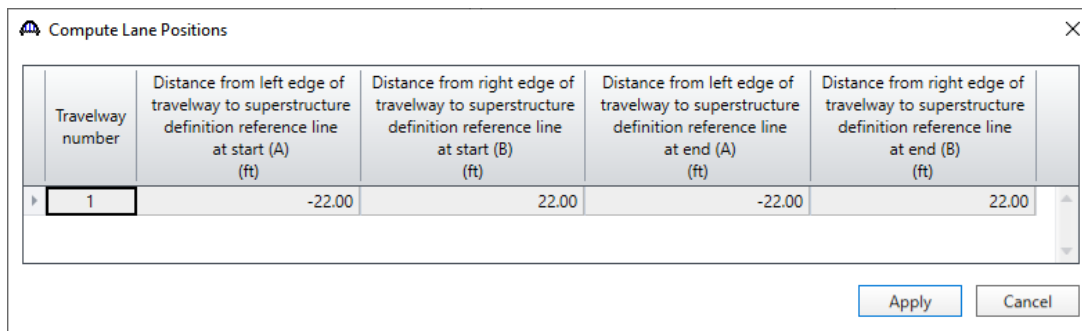 Compute Lane Positions
Travelway
number
Distance from left edge of
travelway to superstructure
definition reference line
at start (A)
(ft)
Distance from right edge of
travelway to superstructure
definition reference line
at start (B)
(ft)
Distance from left edge of
travelway to superstructure
definition reference line
at end (A)
(ft)
Distance from right edge of
travelway to superstructure
definition reference line
at end (B)
(ft)
1 -22.00 22.00 -22.00 22.00
Apply Cancel